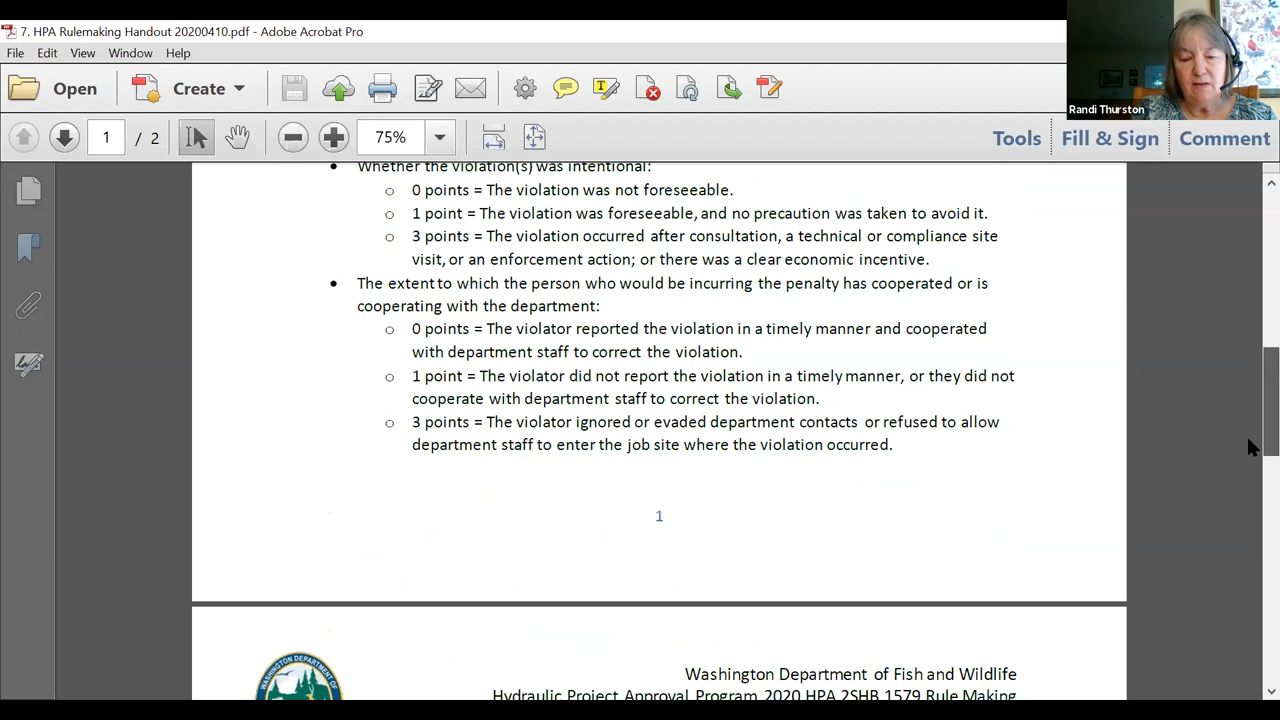 7. HPA Rulemaking Handout 20200410.pdf - Adobe Acrobat Pro
File Edit View Window Help
Open Create
1 / 2 75% Tools Fill & Sign Comment
Randi Thurston
• Whether the violation(s) was intentional:
o 0 points = The violation was not foreseeable.
o 1 point = The violation was foreseeable, and no precaution was taken to avoid it.
o 3 points = The violation occurred after consultation, a technical or compliance site
visit, or an enforcement action; or there was a clear economic incentive.
• The extent to which the person who would be incurring the penalty has cooperated or is
cooperating with the department:
o 0 points = The violator reported the violation in a timely manner and cooperated
with department staff to correct the violation.
o 1 point = The violator did not report the violation in a timely manner, or they did not
cooperate with department staff to correct the violation.
o 3 points = The violator ignored or evaded department contacts or refused to allow
department staff to enter the job site where the violation occurred.
1
WASHINGTON DEPARTMENT OF
Washington Department of Fish and Wildlife
Hydraulic Project Approval Program 2020 HPA 2SHB 1579 Rule Making